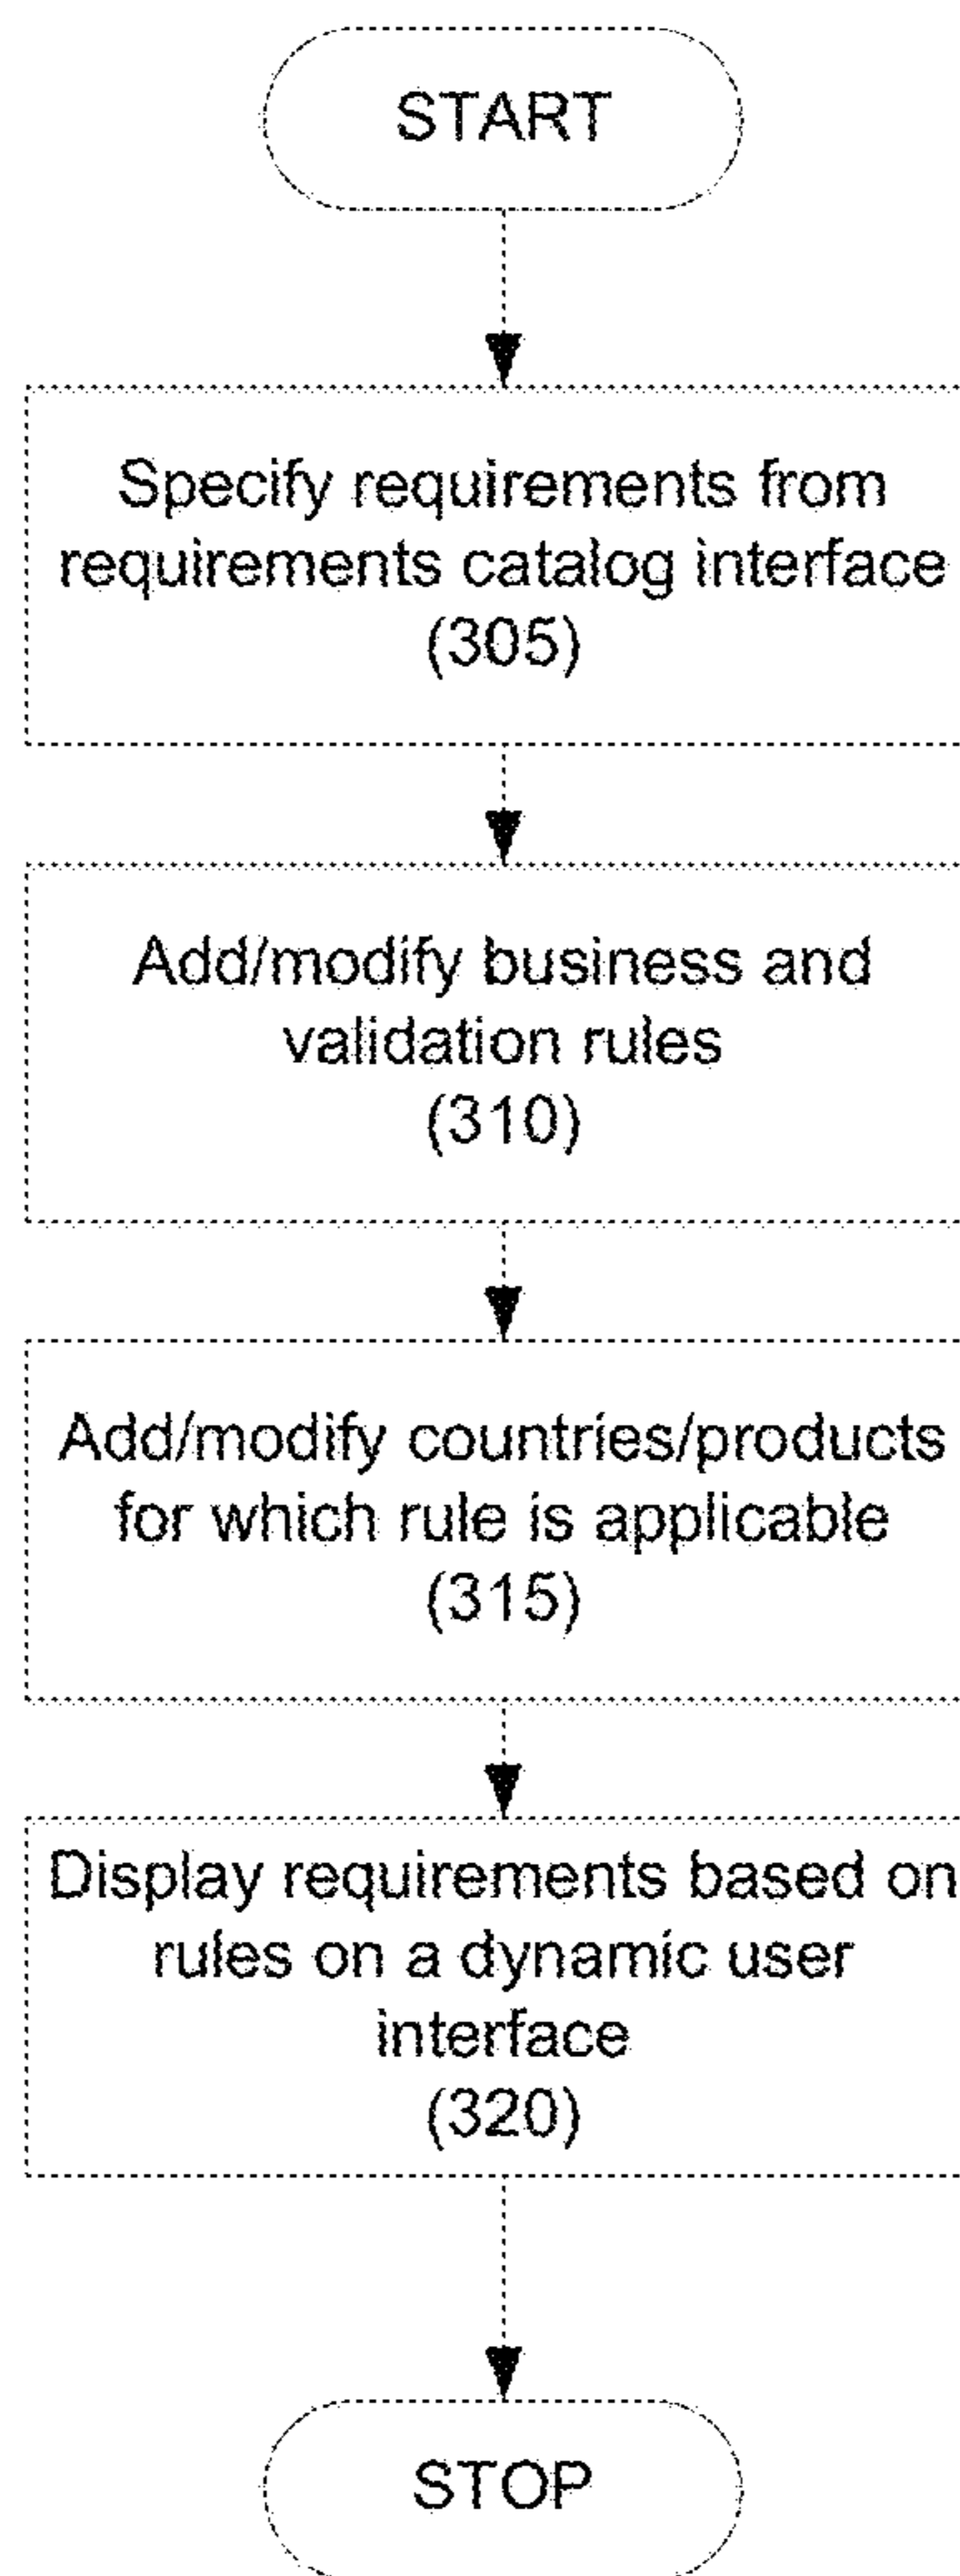 START
Specify requirements from
requirements catalog interface
(305)
Add/modify business and
validation rules
(310)
Add/modify countries/products
for which rule is applicable
(315)
Display requirements based on
rules on a dynamic user
interface
(320)
STOP